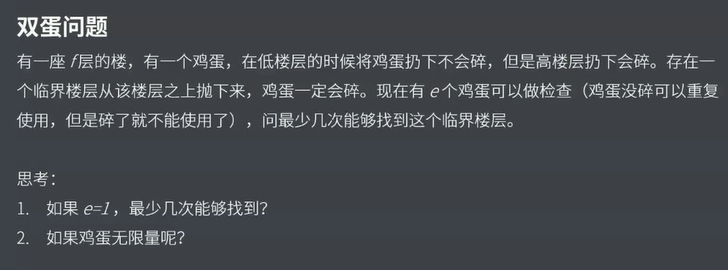 双蛋问题
有一座 f层的楼，有一个鸡蛋，在低楼层的时候将鸡蛋扔下不会碎，但是高楼层扔下会碎。存在一
个临界楼层从该楼层之上抛下来，鸡蛋一定会碎。现在有 e 个鸡蛋可以做检查（鸡蛋没碎可以重复
使用，但是碎了就不能使用了），问最少几次能够找到这个临界楼层。
思考：
1. 如果 e=1，最少几次能够找到？
2. 如果鸡蛋无限量呢？